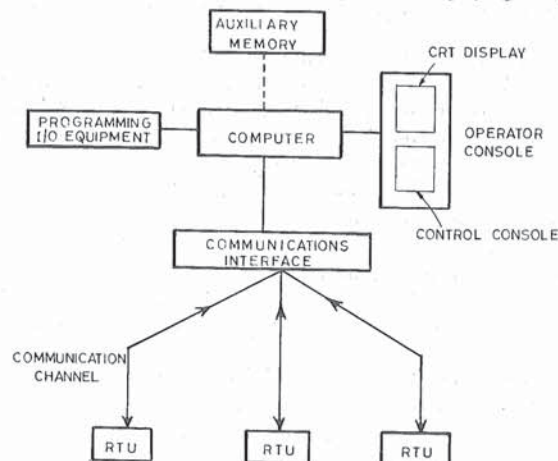 AUXILIARY
MEMORY
CRT DISPLAY
PROGRAMMING
I/O EQUIPMENT
COMPUTER
OPERATOR
CONSOLE
CONTROL CONSOLE
COMMUNICATIONS
INTERFACE
COMMUNICATION
CHANNEL
RTU
RTU
RTU